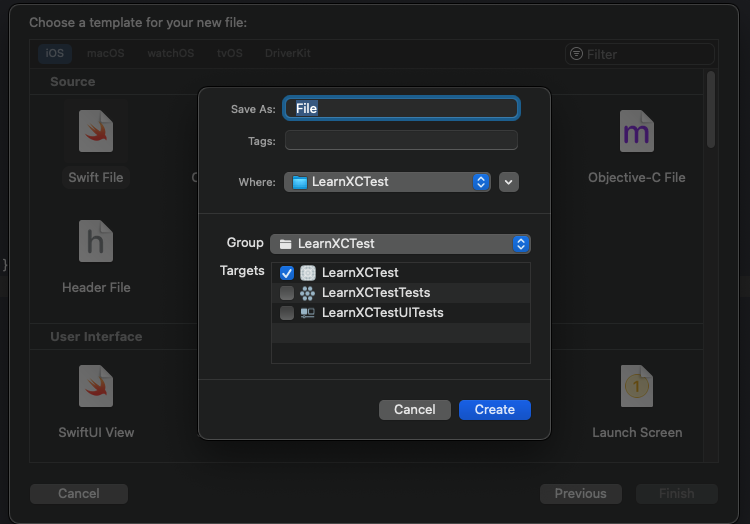 Choose a template for your new file:
iOS macOS watchOS tvOS DriverKit Filter
Source
Save As: File
Tags:
Where: LearnXCTest
Swift File
Objective-C File
m
h
Group LearnXCTest
Targets LearnXCTest
LearnXCTestTests
LearnXCTestUITests
}
Header File
User Interface
1
Cancel Create
SwiftUI View
Launch Screen
Cancel Previous Finish